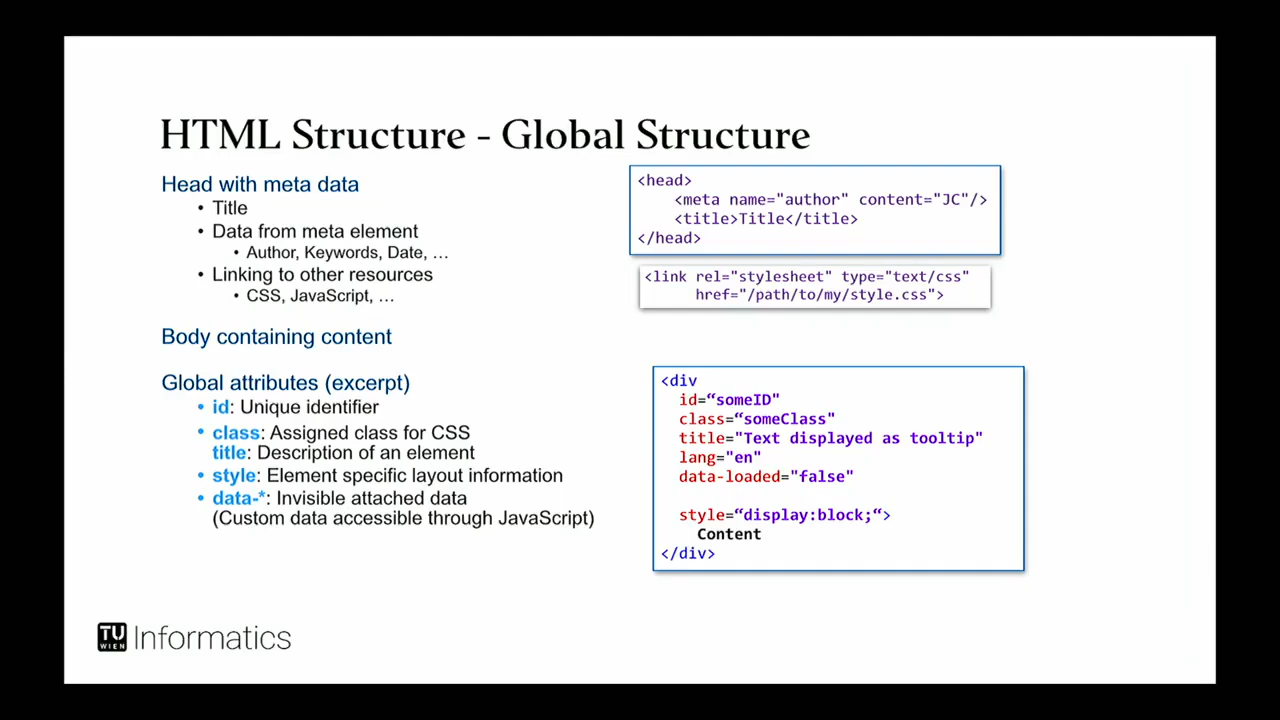 HTML Structure - Global Structure
Head with meta data
• Title
• Data from meta element
• Author, Keywords, Date, …
• Linking to other resources
• CSS, JavaScript, …
Body containing content
Global attributes (excerpt)
• id: Unique identifier
• class: Assigned class for CSS
title: Description of an element
• style: Element specific layout information
• data-*: Invisible attached data
(Custom data accessible through JavaScript)
<head>
<meta name="author" content="JC"/>
<title>Title</title>
</head>
<link rel="stylesheet" type="text/css"
href="/path/to/my/style.css">
<div
id=“someID"
class=“someClass"
title="Text displayed as tooltip"
lang="en"
data-loaded="false"
style=“display:block;“>
Content
</div>
TU WIEN Informatics